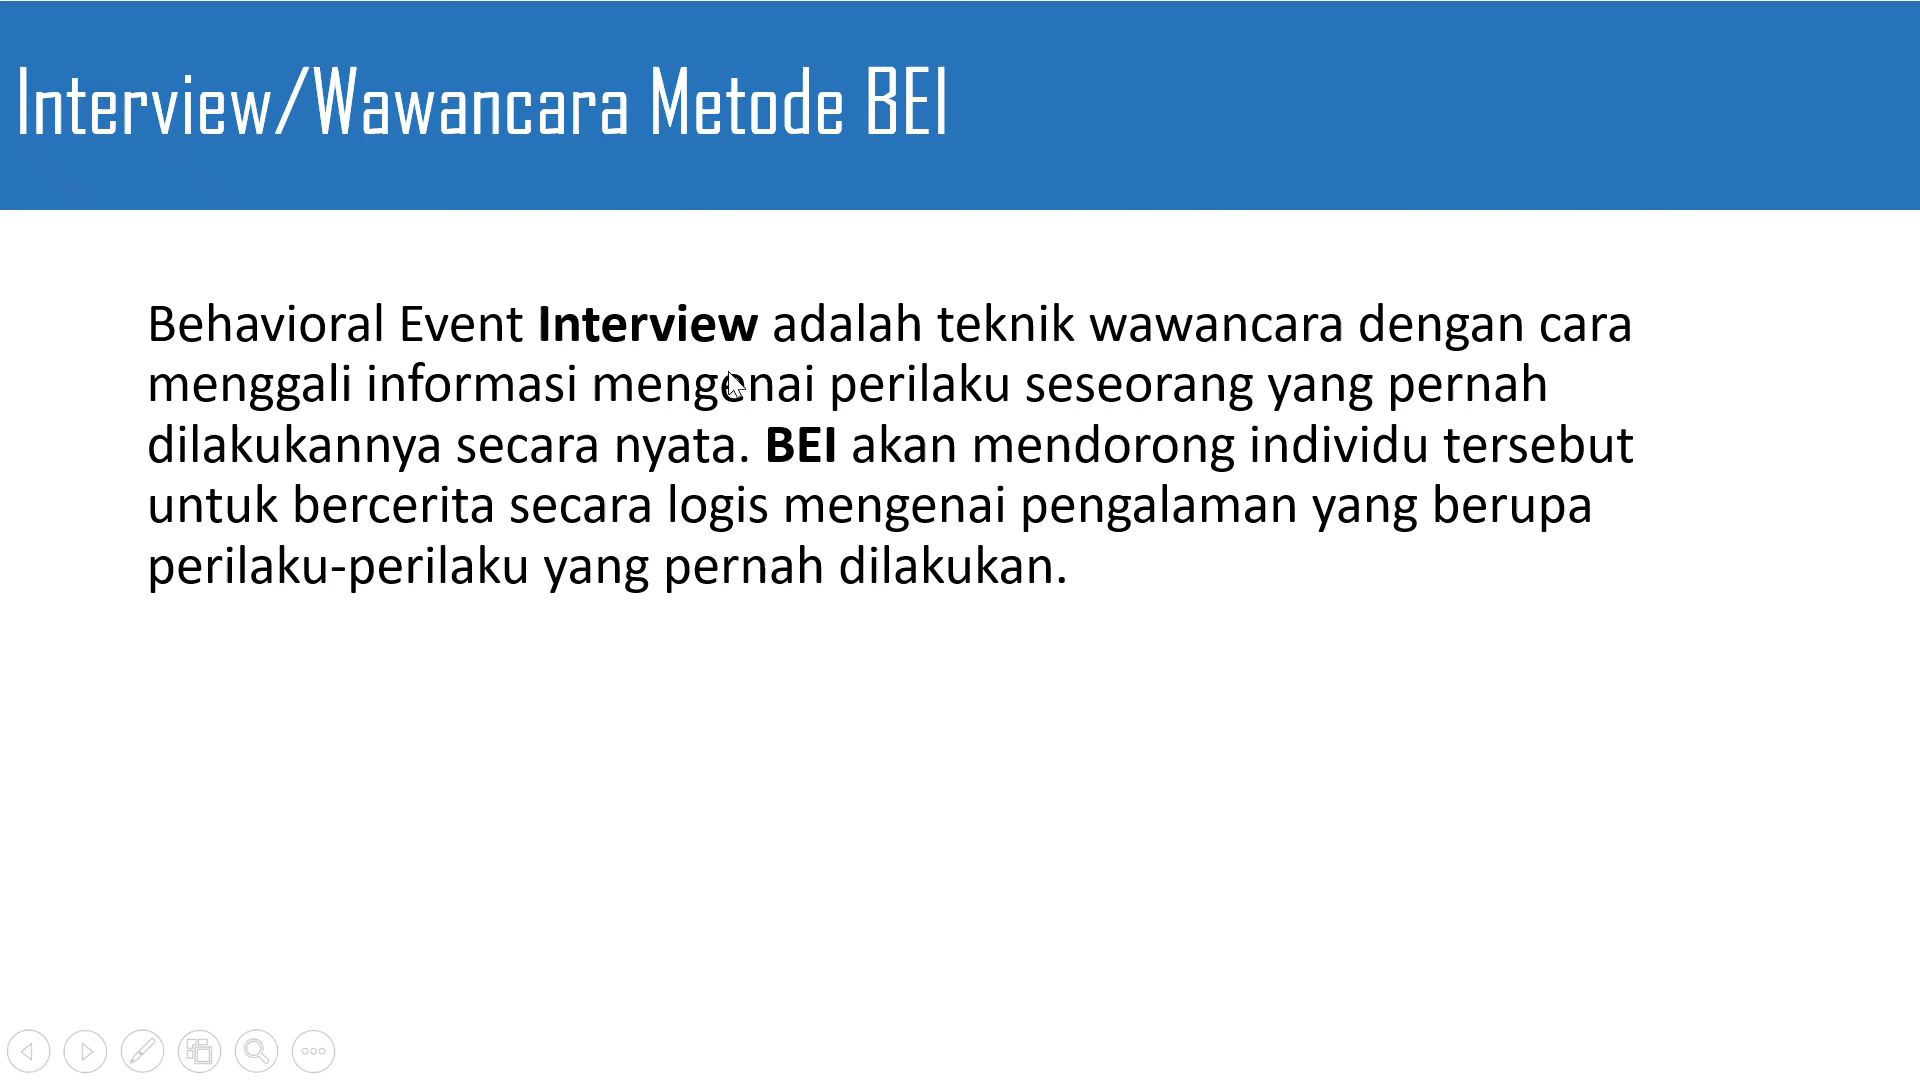 Interview/Wawancara Metode BEI
Behavioral Event Interview adalah teknik wawancara dengan cara
menggali informasi mengenai perilaku seseorang yang pernah
dilakukannya secara nyata. BEI akan mendorong individu tersebut
untuk bercerita secara logis mengenai pengalaman yang berupa
perilaku-perilaku yang pernah dilakukan.